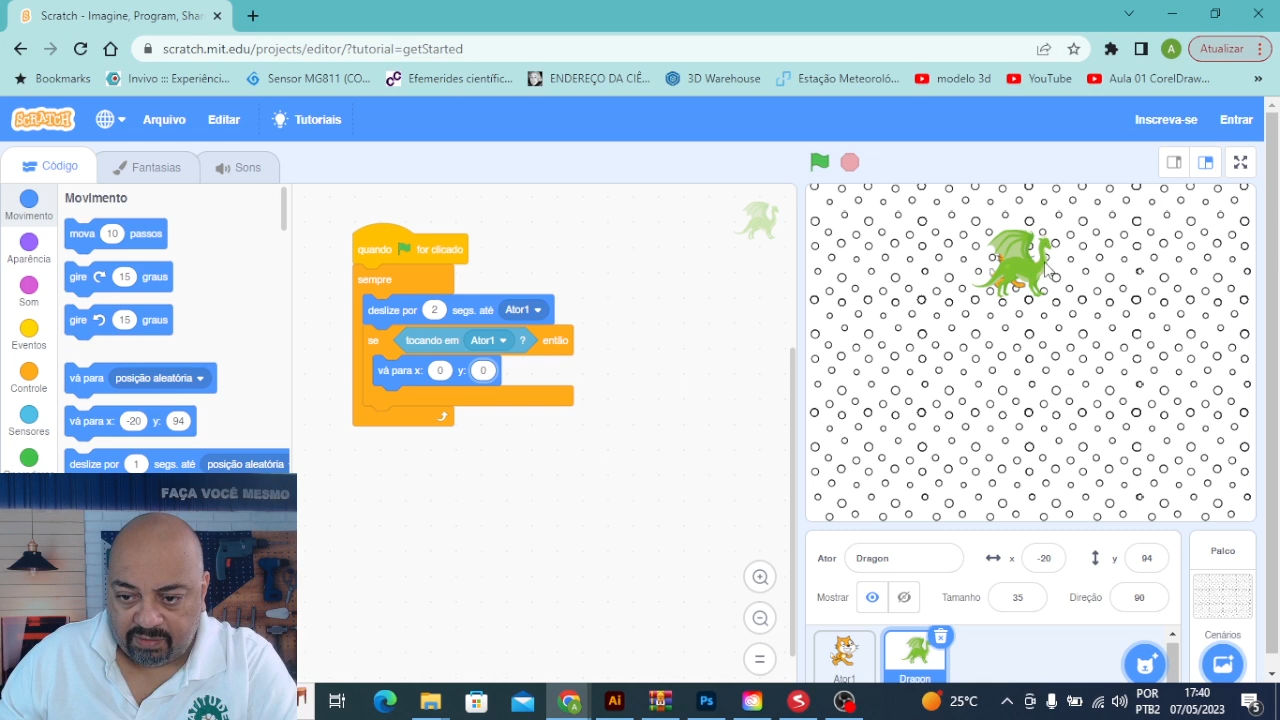 Scratch - Imagine, Program, Shar
scratch.mit.edu/projects/editor/?tutorial=getStarted
A
Atualizar
Bookmarks
Invivo ::: Experiênci...
Sensor MG811 (CO...
Efemerides científic...
ENDEREÇO DA CIÊ...
3D Warehouse
Estação Meteoroló...
modelo 3d
YouTube
Aula 01 CorelDraw...
»
SCRATCH
Arquivo
Editar
Tutoriais
Inscreva-se
Entrar
Código
Fantasias
Sons
Movimento
Aparência
Som
Eventos
Controle
Sensores
Movimento
mova 10 passos
gire 15 graus
gire 15 graus
vá para posição aleatória
vá para x: -20 y: 94
deslize por 1 segs. até posição aleatória
quando for clicado
sempre
deslize por 2 segs. até Ator1
se tocando em Ator1 ? então
vá para x: 0 y: 0
Ator Dragon x -20 y 94
Mostrar Tamanho 35 Direção 90
Ator1
Dragon
Palco
Cenários
FAÇA VOCÊ MESMO
Ai
Ps
25°C
POR
PTB2
17:40
07/05/2023
5